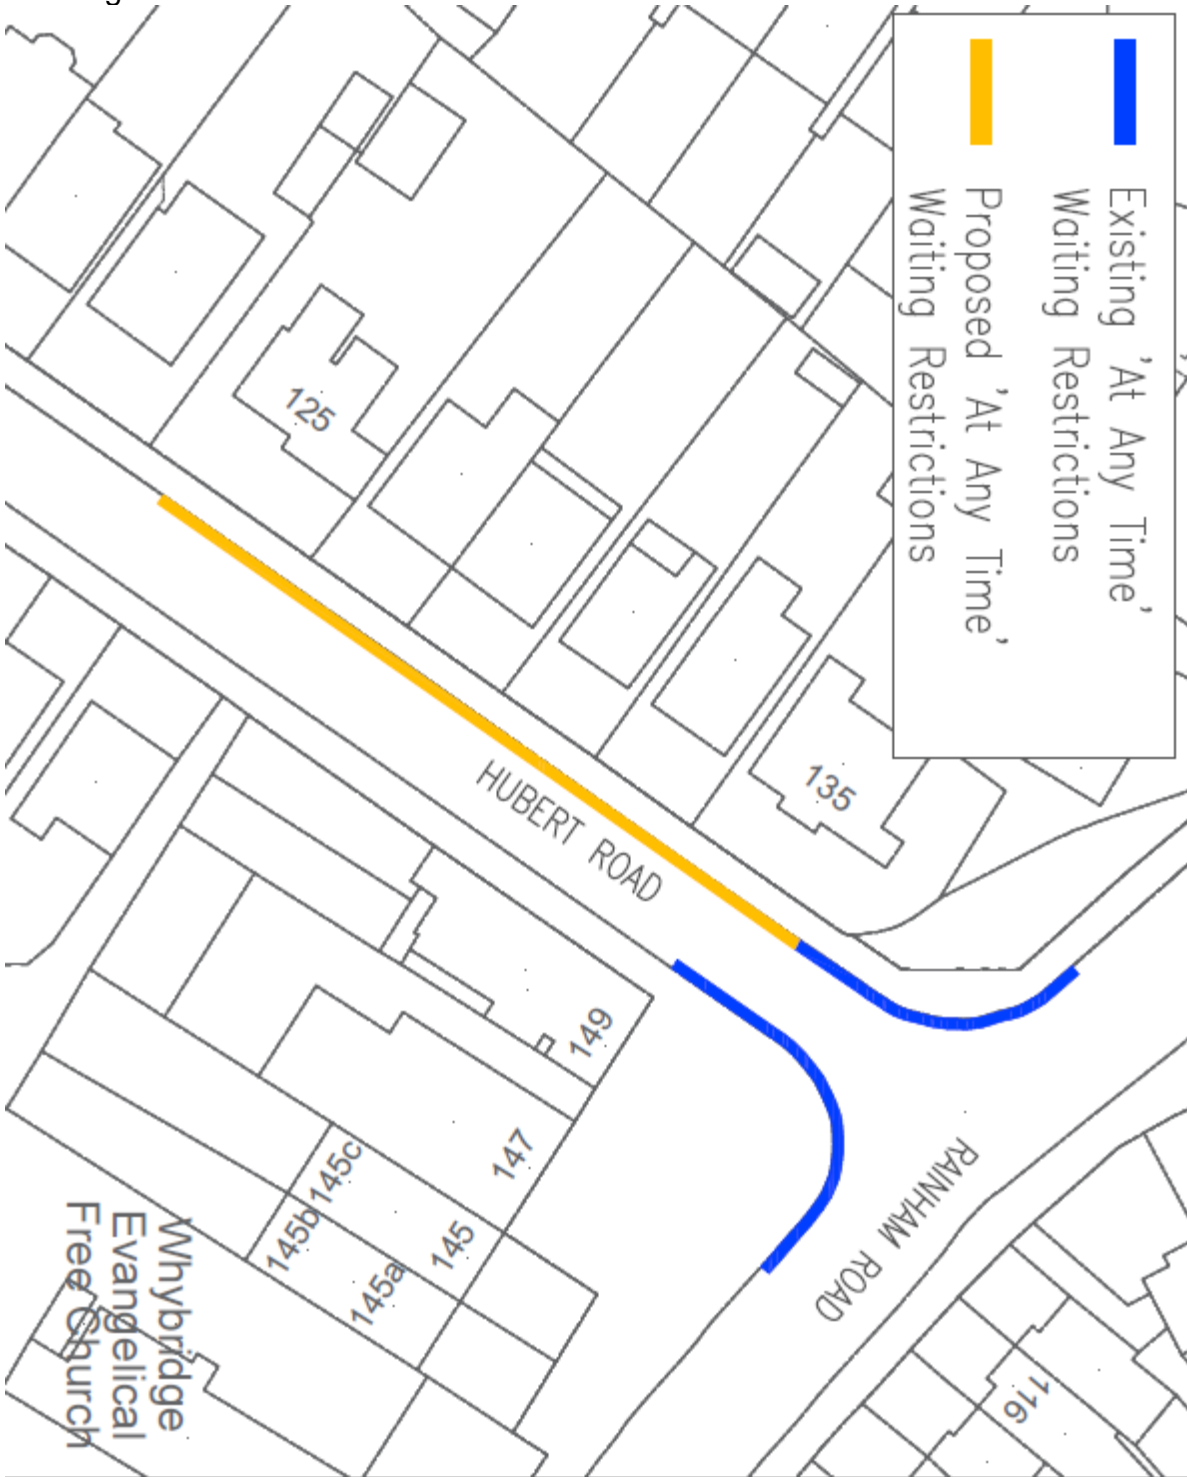 Existing 'At Any Time'
Waiting Restrictions
Proposed 'At Any Time'
Waiting Restrictions
125
135
HUBERT ROAD
149
147
145c
145b
145
145a
RAINHAM ROAD
116
Whybridge
Evangelical
Free Church